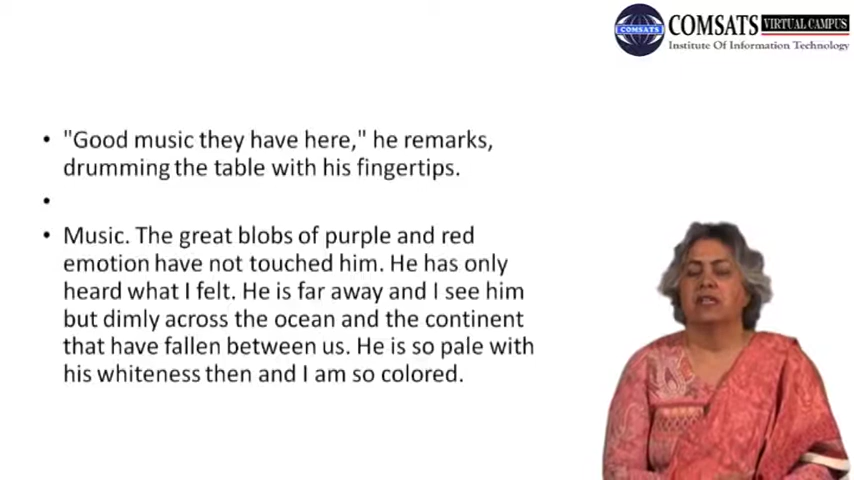 COMSATS
COMSATS VIRTUAL CAMPUS
Institute Of Information Technology
• "Good music they have here," he remarks,
drumming the table with his fingertips.
•
• Music. The great blobs of purple and red
emotion have not touched him. He has only
heard what I felt. He is far away and I see him
but dimly across the ocean and the continent
that have fallen between us. He is so pale with
his whiteness then and I am so colored.